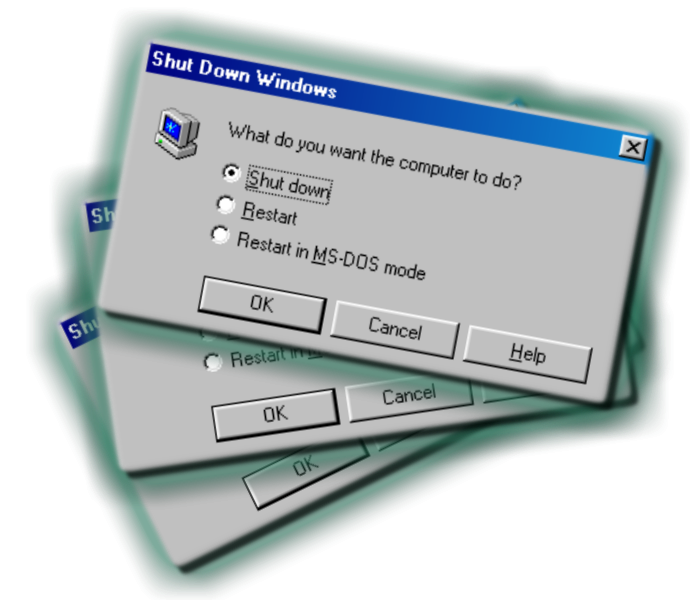 Shut Down Windows
What do you want the computer to do?
Shut down
Restart
Restart in MS-DOS mode
OK
Cancel
Help
Sh
Restart in
OK
Cancel
Shu
OK